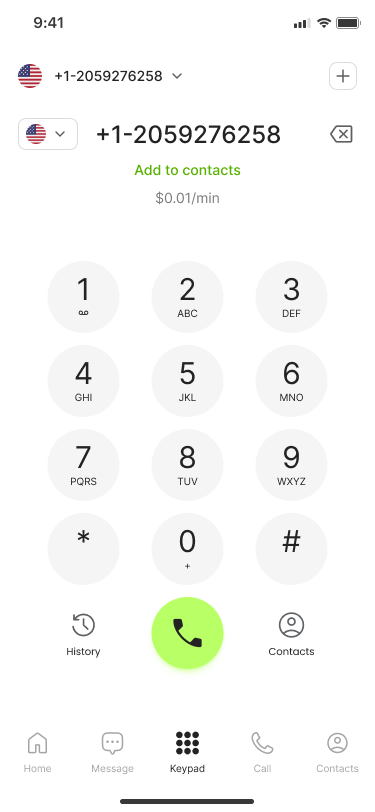 9:41
+1-2059276258
+1-2059276258
Add to contacts
$0.01/min
1 2 3
ABC DEF
4 5 6
GHI JKL MNO
7 8 9
PQRS TUV WXYZ
* 0 #
+
History Contacts
Home Message Keypad Call Contacts